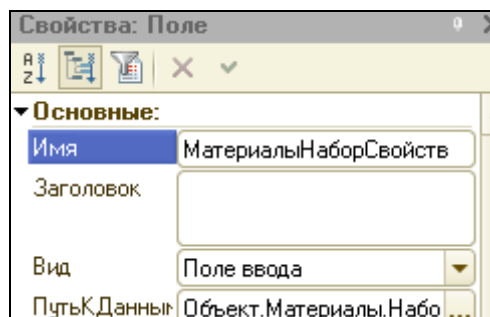 Свойства: Поле
Основные:
Имя МатериалыНаборСвойств
Заголовок
Вид Поле ввода
ПутьКДанным Объект.Материалы.Набо ...